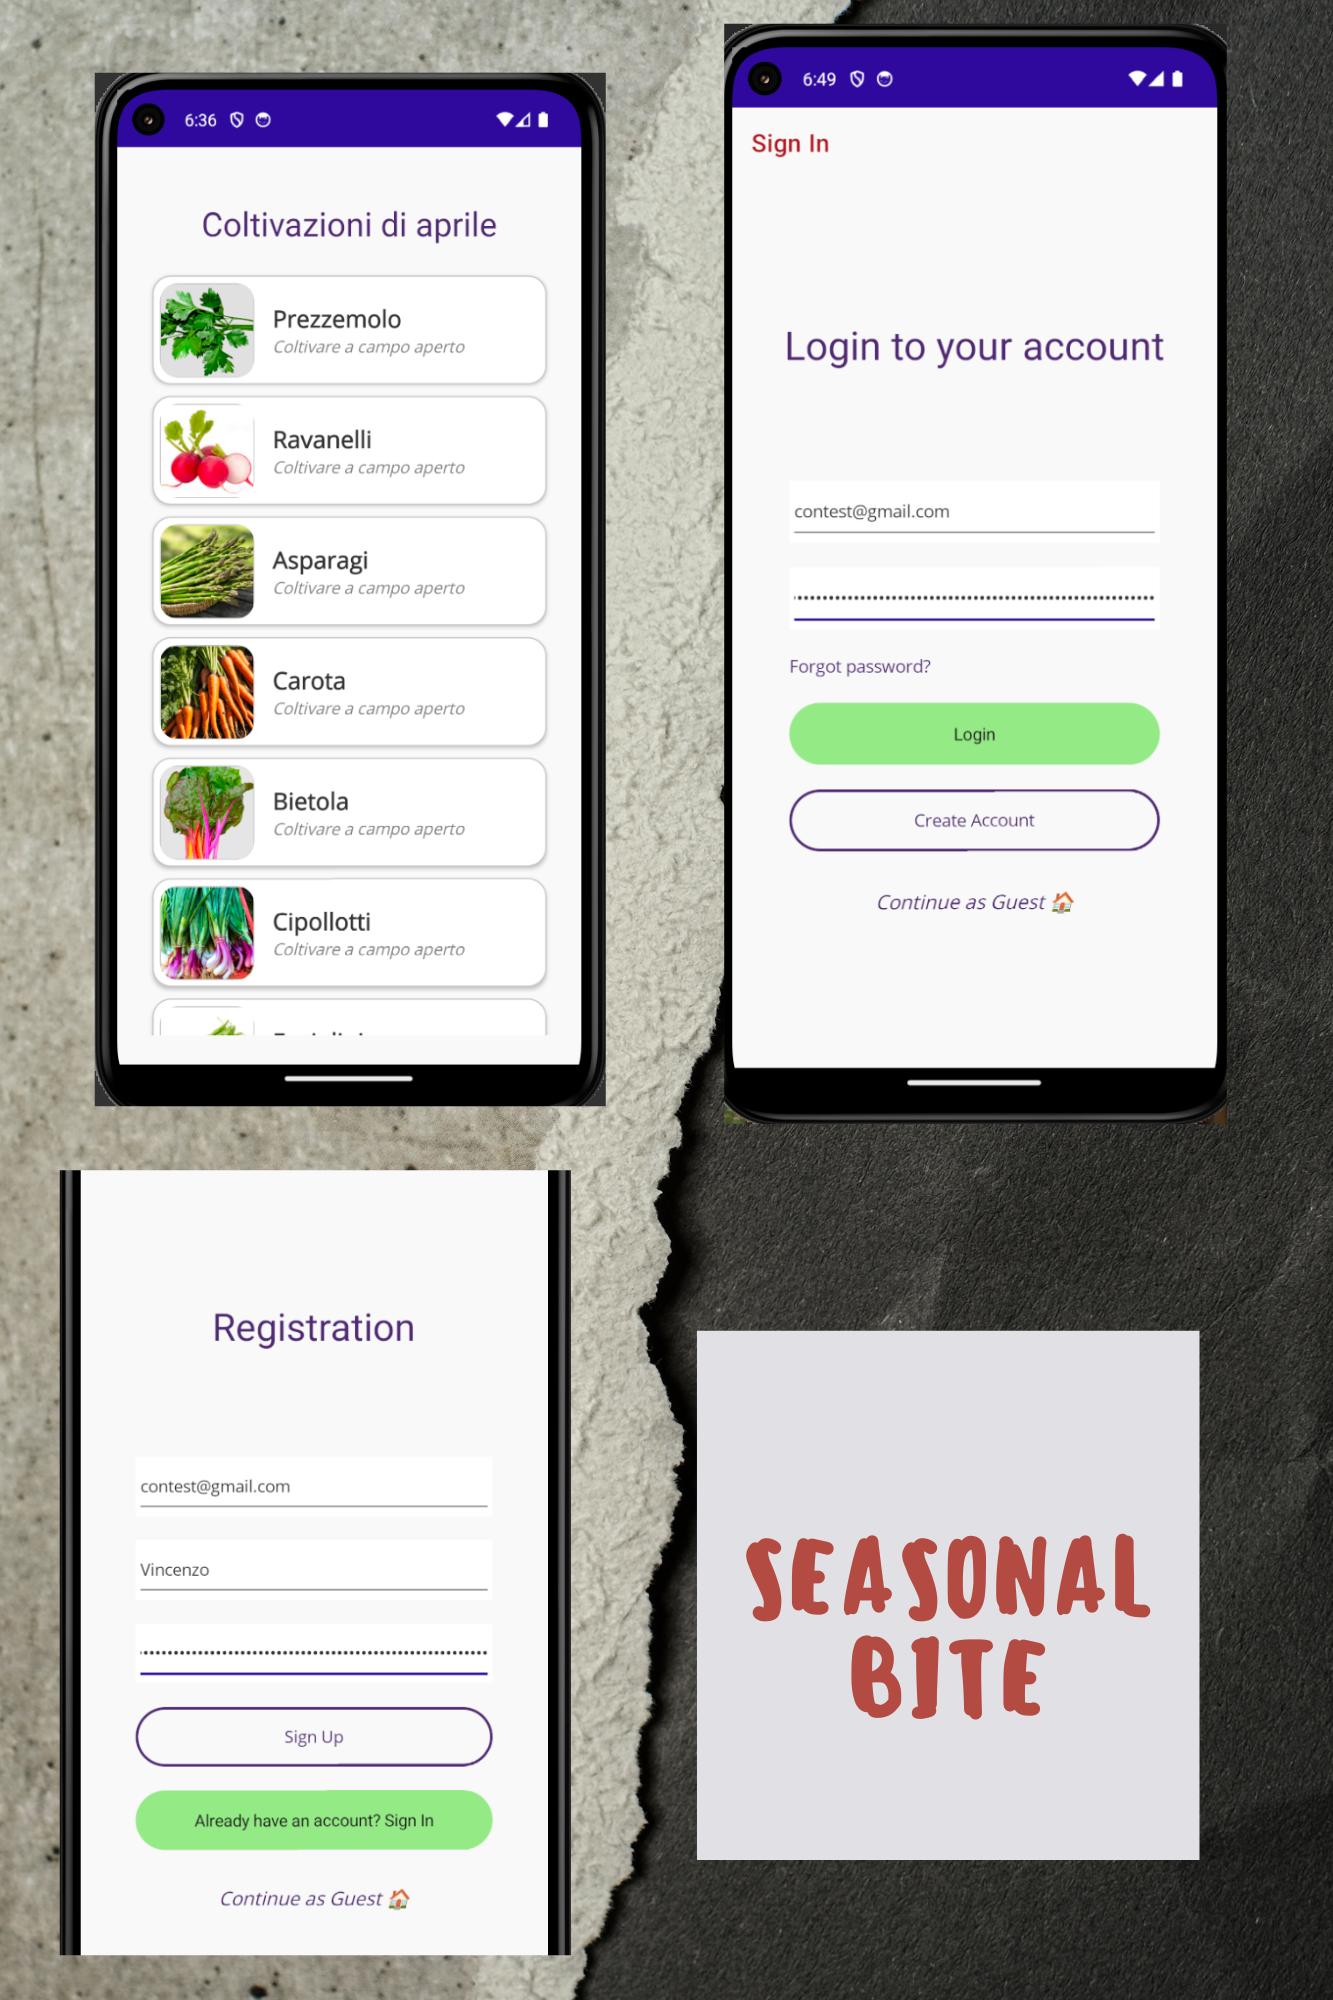 6:36
Coltivazioni di aprile
Prezzemolo
Coltivare a campo aperto
Ravanelli
Coltivare a campo aperto
Asparagi
Coltivare a campo aperto
Carota
Coltivare a campo aperto
Bietola
Coltivare a campo aperto
Cipollotti
Coltivare a campo aperto
6:49
Sign In
Login to your account
contest@gmail.com
Forgot password?
Login
Create Account
Continue as Guest 🏠
Registration
contest@gmail.com
Vincenzo
Sign Up
Already have an account? Sign In
Continue as Guest 🏠
SEASONAL
BITE